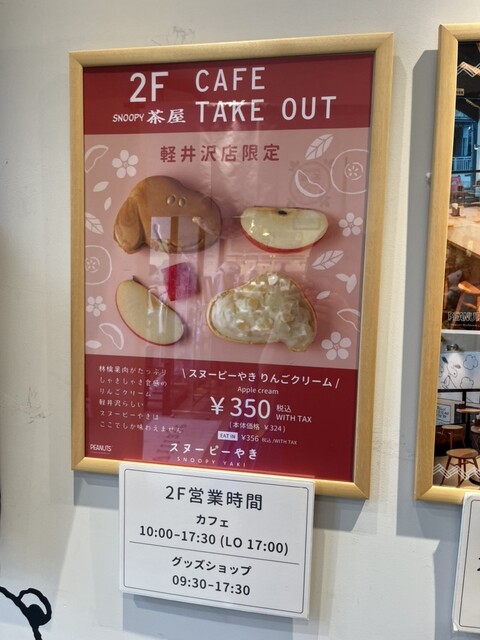 2F CAFE
SNOOPY 茶屋 TAKE OUT
軽井沢店限定
林檎果肉がたっぷり
しゃきしゃき食感の
りんごクリーム
軽井沢らしい
スヌーピーやきは
ここでしか味わえません
\ スヌーピーやき りんごクリーム /
Apple cream
¥350 税込 WITH TAX
(本体価格 ¥324)
EAT IN ¥356 税込 /WITH TAX
PEANUTS
スヌーピーやき
SNOOPY YAKI
2F営業時間
カフェ
10:00-17:30 (LO 17:00)
グッズショップ
09:30-17:30
PEANUTS